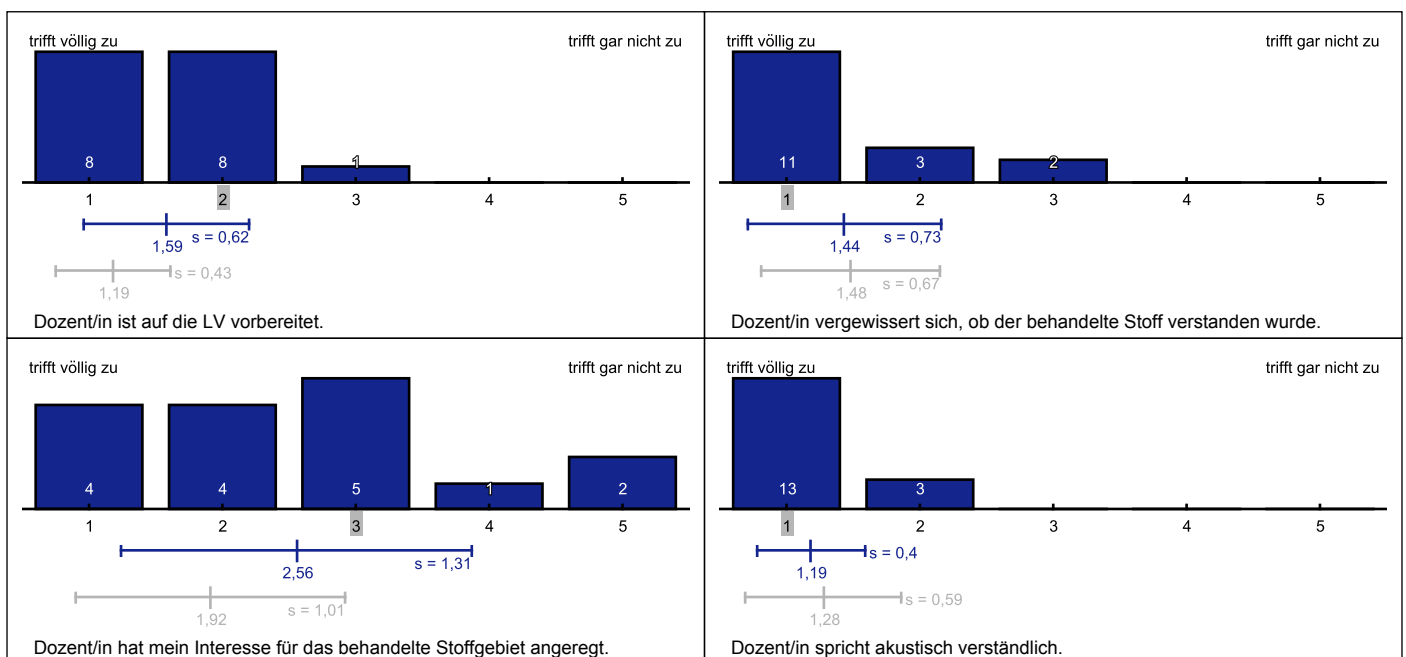 trifft völlig zu trifft gar nicht zu
8 8 1
1 2 3 4 5
1,59 s = 0,62
1,19 s = 0,43
Dozent/in ist auf die LV vorbereitet.
trifft völlig zu trifft gar nicht zu
11 3 2
1 2 3 4 5
1,44 s = 0,73
1,48 s = 0,67
Dozent/in vergewissert sich, ob der behandelte Stoff verstanden wurde.
trifft völlig zu trifft gar nicht zu
4 4 5 1 2
1 2 3 4 5
2,56 s = 1,31
1,92 s = 1,01
Dozent/in hat mein Interesse für das behandelte Stoffgebiet angeregt.
trifft völlig zu trifft gar nicht zu
13 3
1 2 3 4 5
1,19 s = 0,4
1,28 s = 0,59
Dozent/in spricht akustisch verständlich.